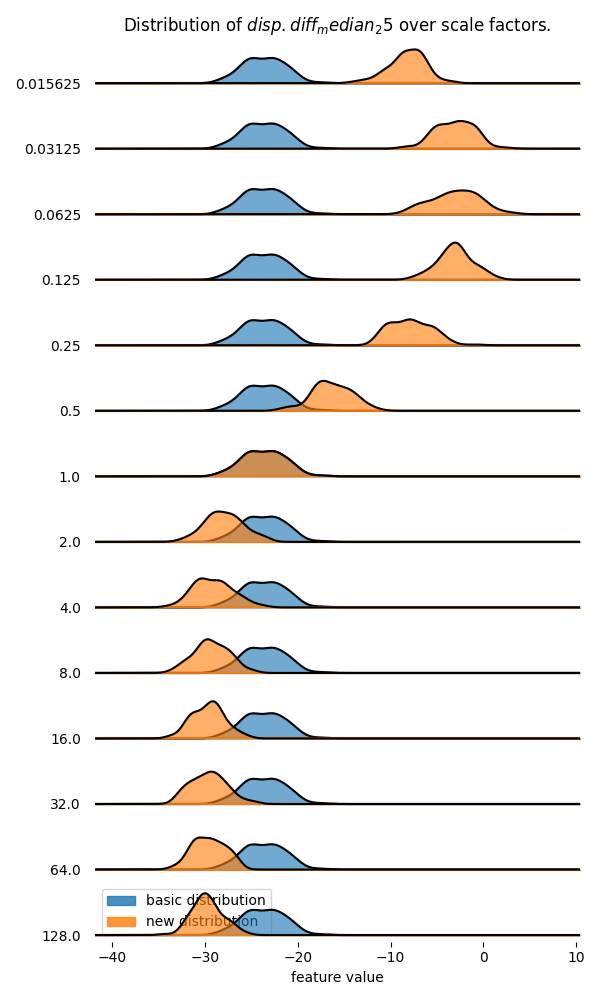 Distribution of disp.diff_median_25 over scale factors.
0.015625
0.03125
0.0625
0.125
0.25
0.5
1.0
2.0
4.0
8.0
16.0
32.0
64.0
basic distribution
new distribution
128.0
−40 −30 −20 −10 0 10
feature value